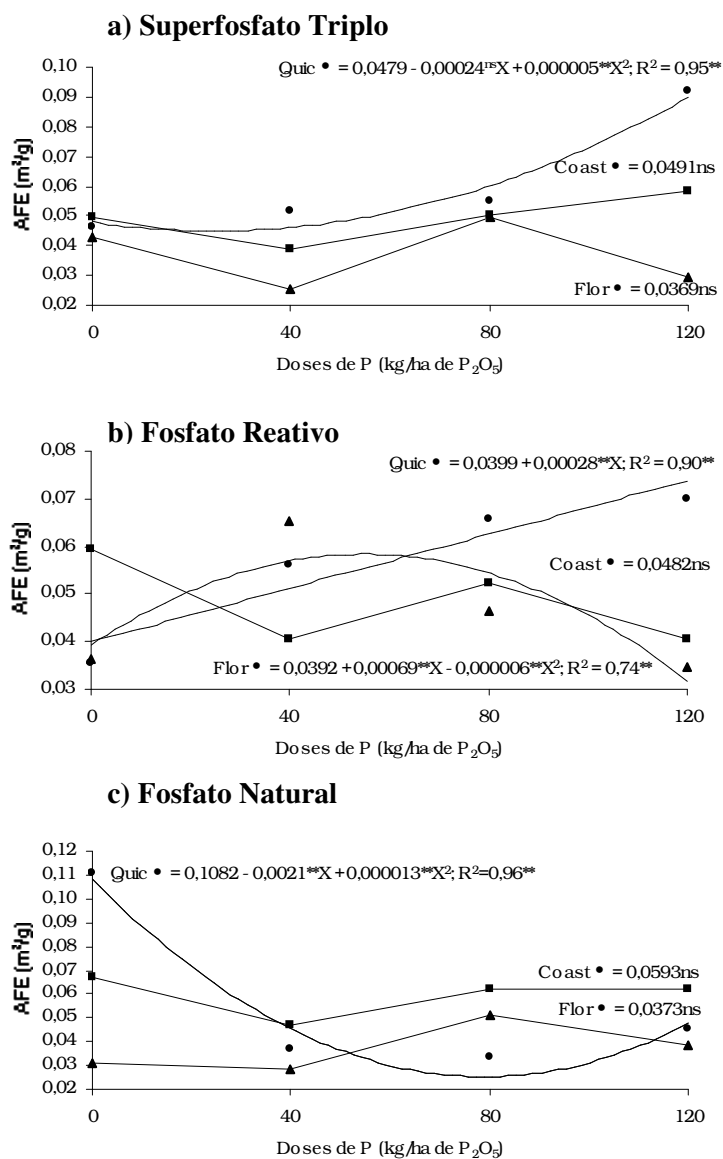 a) Superfosfato Triplo
Quic • = 0,0479 - 0,00024ⁿˢX + 0,000005**X²; R² = 0,95**
0,10
0,09
0,08
0,07
0,06
0,05
0,04
0,03
0,02
AFE (m²/g)
Coast • = 0,0491ns
Flor • = 0,0369ns
0 40 80 120
Doses de P (kg/ha de P₂O₅)
b) Fosfato Reativo
Quic • = 0,0399 + 0,00028**X; R² = 0,90**
0,08
0,07
0,06
0,05
0,04
0,03
AFE (m²/g)
Coast • = 0,0482ns
Flor • = 0,0392 + 0,00069**X - 0,000006**X²; R² = 0,74**
0 40 80 120
Doses de P (kg/ha de P₂O₅)
c) Fosfato Natural
Quic • = 0,1082 - 0,0021**X + 0,000013**X²; R²=0,96**
0,12
0,11
0,10
0,09
0,08
0,07
0,06
0,05
0,04
0,03
0,02
AFE (m²/g)
Coast • = 0,0593ns
Flor • = 0,0373ns
0 40 80 120
Doses de P (kg/ha de P₂O₅)